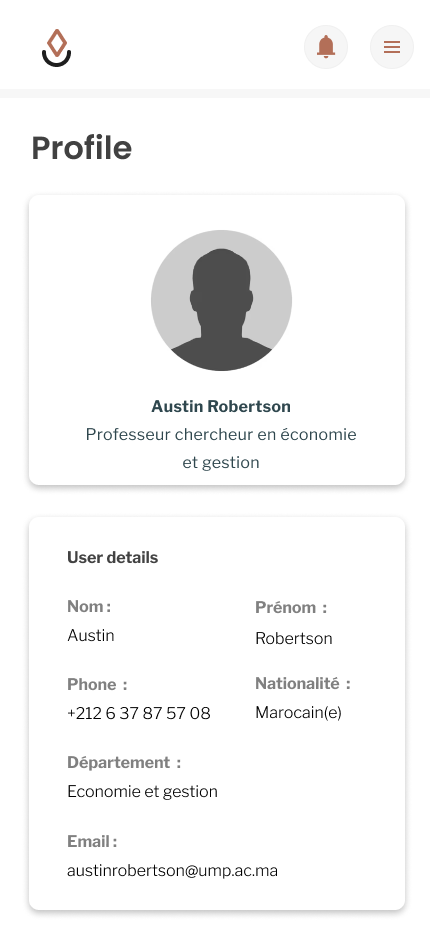 Profile
Austin Robertson
Professeur chercheur en économie
et gestion
User details
Nom :
Austin
Prénom :
Robertson
Phone :
+212 6 37 87 57 08
Nationalité :
Marocain(e)
Département :
Economie et gestion
Email :
austinrobertson@ump.ac.ma